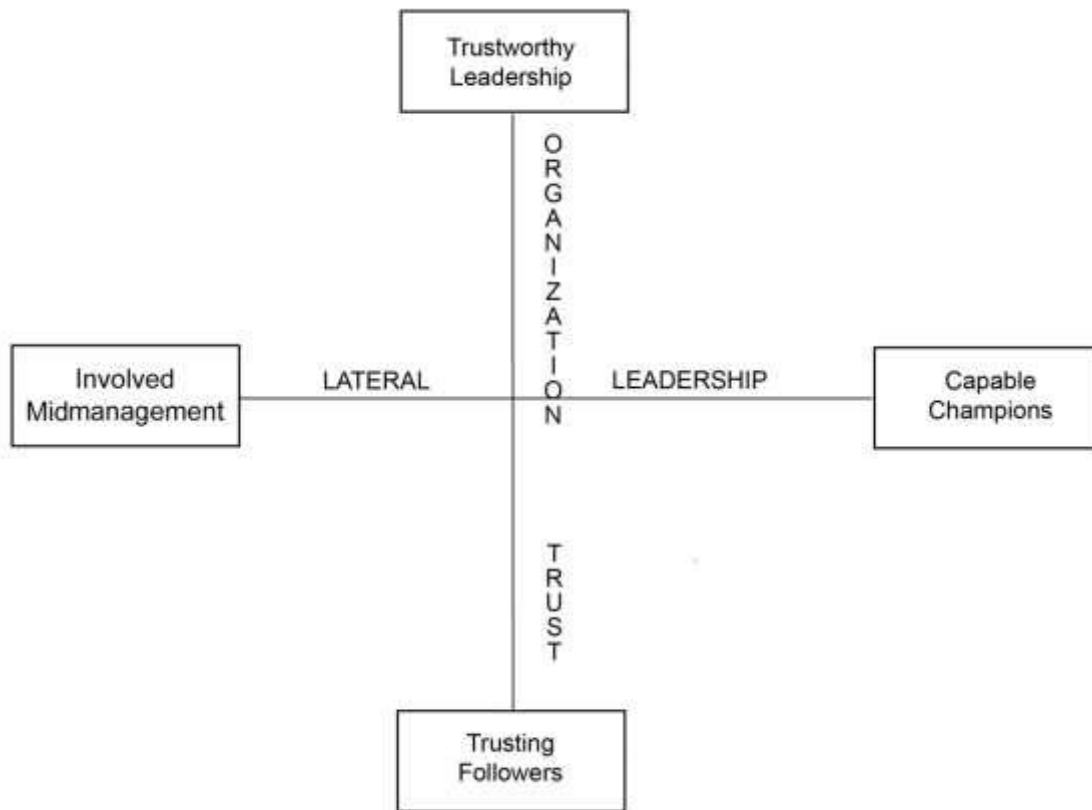 Trustworthy
Leadership
ORGANIZATION
Involved
Midmanagement
LATERAL
LEADERSHIP
Capable
Champions
TRUST
Trusting
Followers